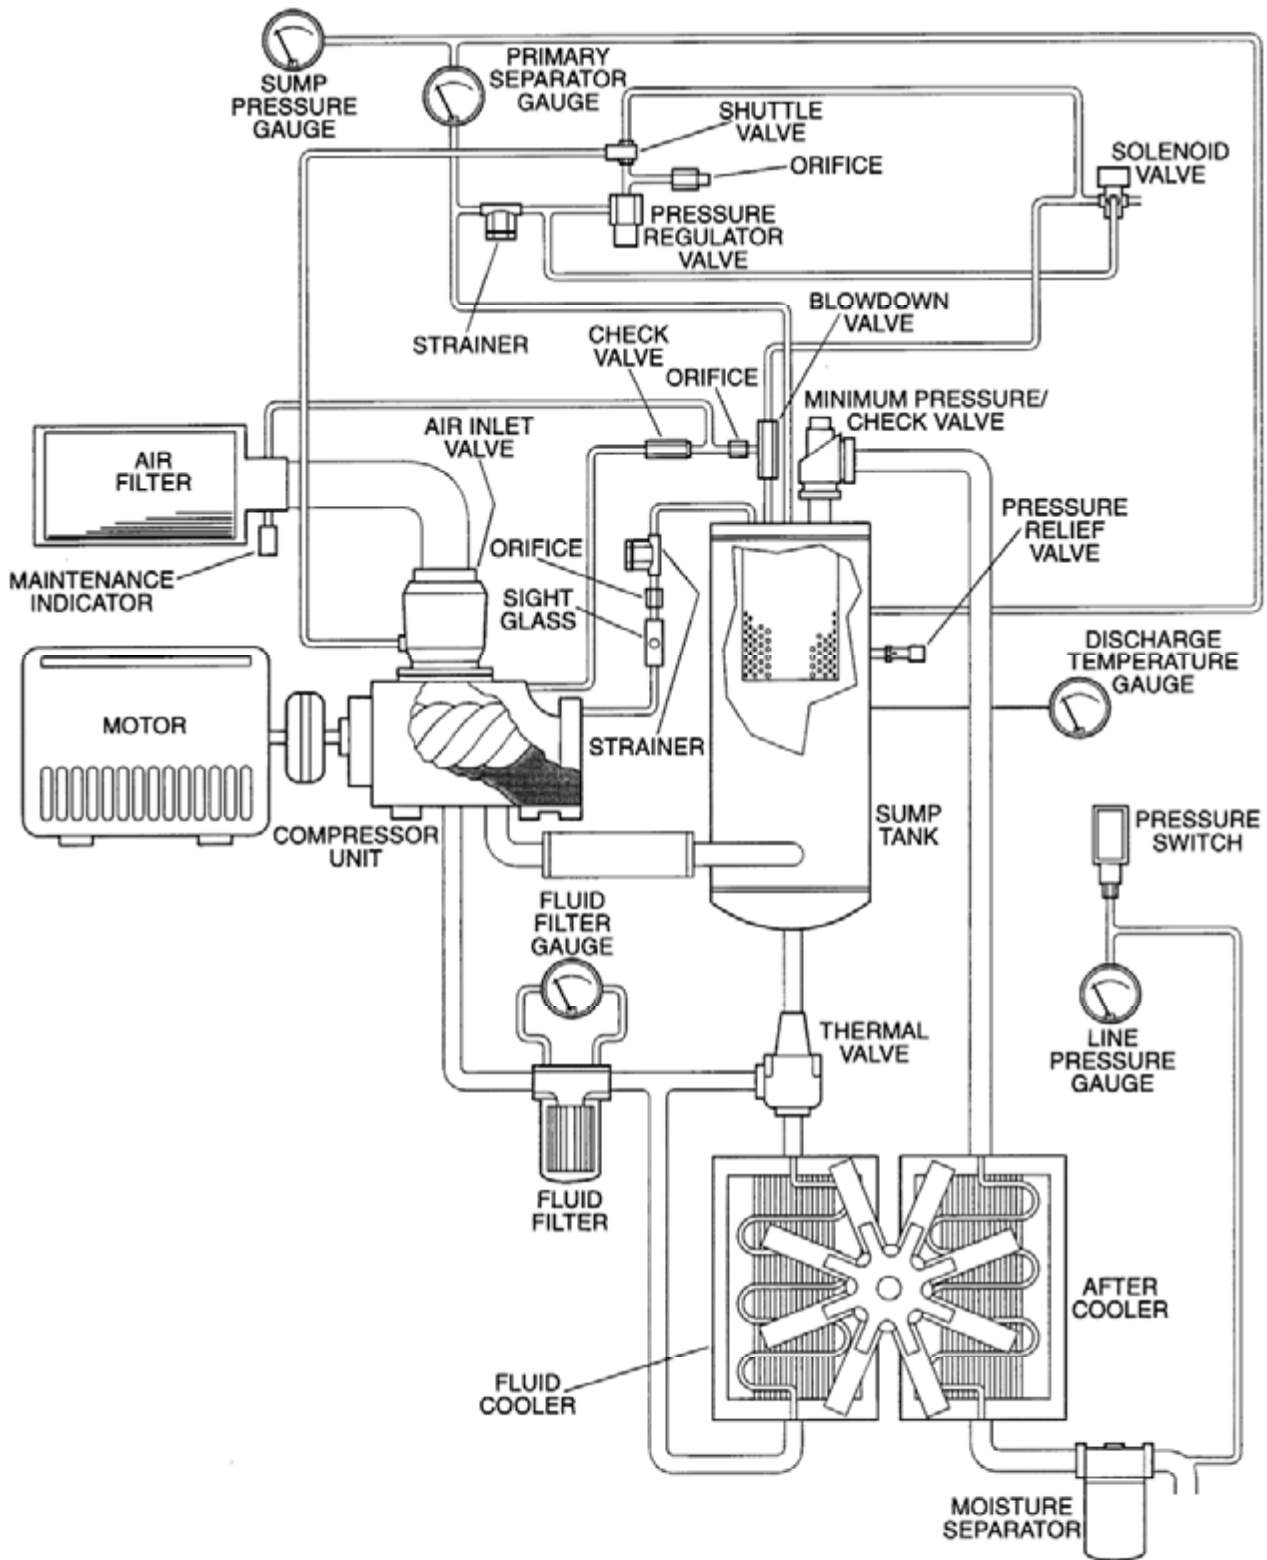 SUMP
PRESSURE
GAUGE
PRIMARY
SEPARATOR
GAUGE
SHUTTLE
VALVE
ORIFICE
SOLENOID
VALVE
PRESSURE
REGULATOR
VALVE
STRAINER
BLOWDOWN
VALVE
CHECK
VALVE
ORIFICE
MINIMUM PRESSURE/
CHECK VALVE
AIR INLET
VALVE
AIR
FILTER
PRESSURE
RELIEF
VALVE
MAINTENANCE
INDICATOR
ORIFICE
SIGHT
GLASS
DISCHARGE
TEMPERATURE
GAUGE
MOTOR
STRAINER
COMPRESSOR
UNIT
SUMP
TANK
PRESSURE
SWITCH
FLUID
FILTER
GAUGE
THERMAL
VALVE
LINE
PRESSURE
GAUGE
FLUID
FILTER
AFTER
COOLER
FLUID
COOLER
MOISTURE
SEPARATOR